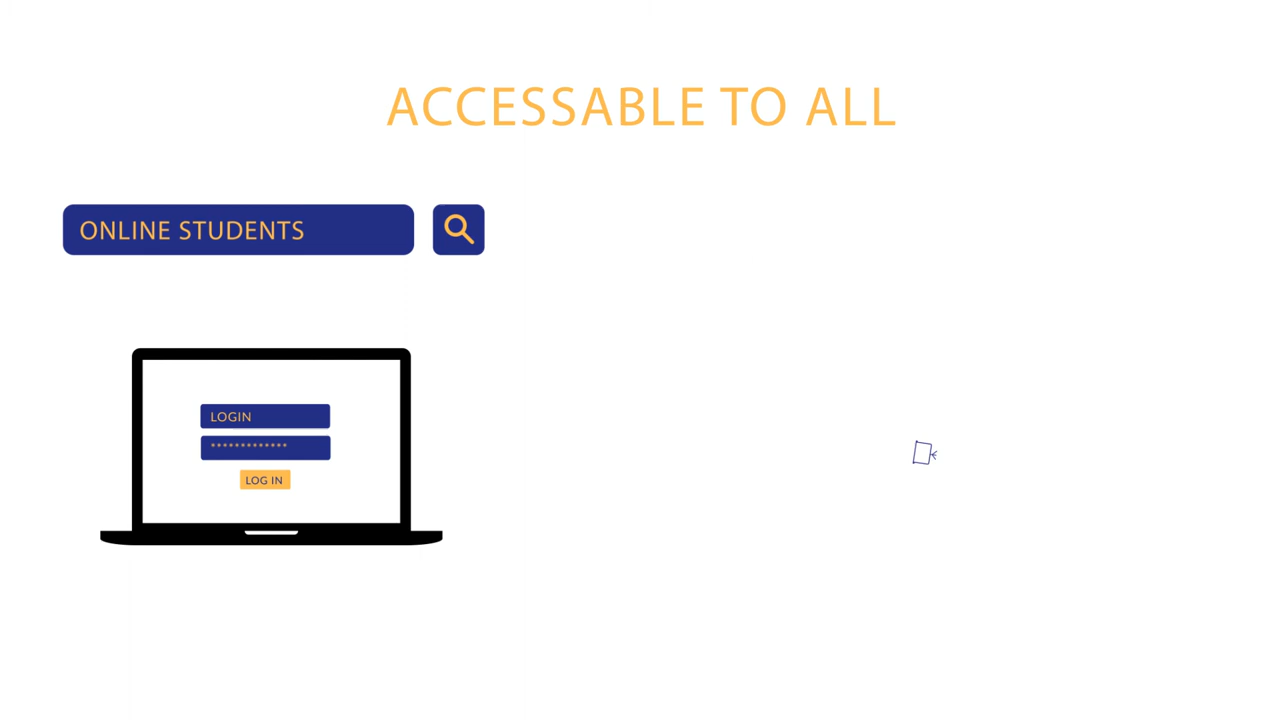 ACCESSABLE TO ALL
ONLINE STUDENTS
LOGIN
*************
LOG IN